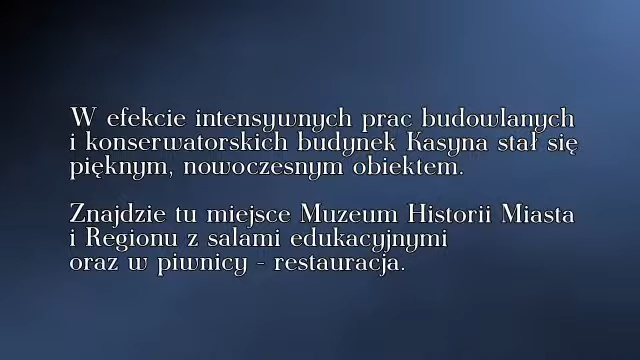 W efekcie intensywnych prac budowlanych
i konserwatorskich budynek Kasyna stał się
pięknym, nowoczesnym obiektem.
Znajdzie tu miejsce Muzeum Historii Miasta
i Regionu z salami edukacyjnymi
oraz w piwnicy - restauracja.